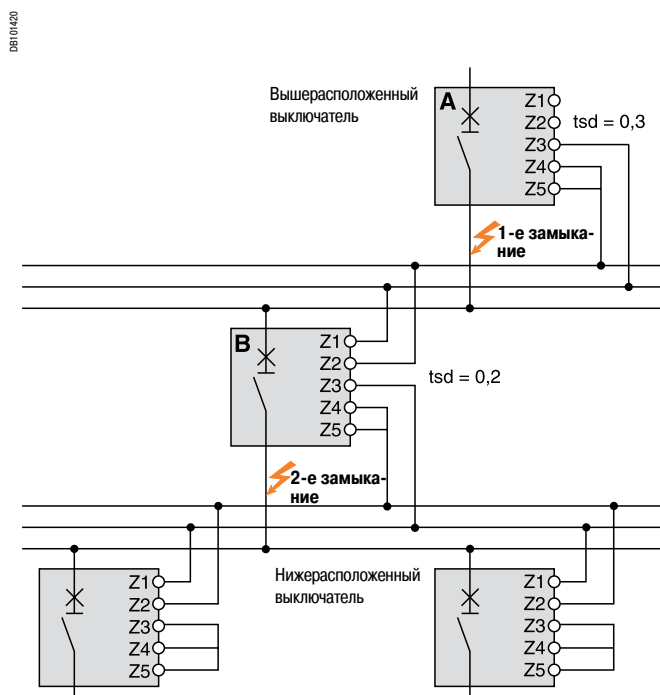 DB101420
Вышерасположенный
выключатель
A
Z1
Z2
Z3
Z4
Z5
tsd = 0,3
1-е замыка-
ние
B
Z1
Z2
Z3
Z4
Z5
tsd = 0,2
2-е замыка-
ние
Нижерасположенный
выключатель
Z1
Z2
Z3
Z4
Z5
Z1
Z2
Z3
Z4
Z5